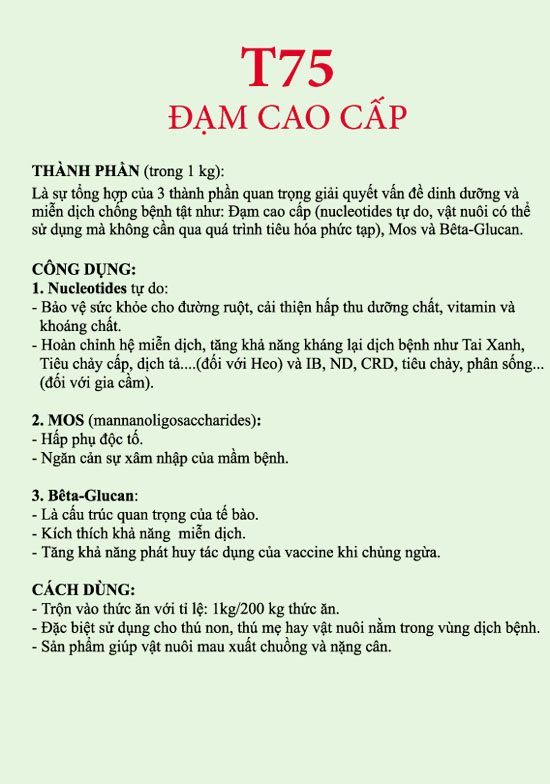 T75
ĐẠM CAO CẤP
THÀNH PHẦN (trong 1 kg):
Là sự tổng hợp của 3 thành phần quan trọng giải quyết vấn đề dinh dưỡng và
miễn dịch chống bệnh tật như: Đạm cao cấp (nucleotides tự do, vật nuôi có thể
sử dụng mà không cần qua quá trình tiêu hóa phức tạp), Mos và Bêta-Glucan.
CÔNG DỤNG:
1. Nucleotides tự do:
- Bảo vệ sức khỏe cho đường ruột, cải thiện hấp thu dưỡng chất, vitamin và
khoáng chất.
- Hoàn chỉnh hệ miễn dịch, tăng khả năng kháng lại dịch bệnh như Tai Xanh,
Tiêu chảy cấp, dịch tả....(đối với Heo) và IB, ND, CRD, tiêu chảy, phân sống...
(đối với gia cầm).
2. MOS (mannanoligosaccharides):
- Hấp phụ độc tố.
- Ngăn cản sự xâm nhập của mầm bệnh.
3. Bêta-Glucan:
- Là cấu trúc quan trọng của tế bào.
- Kích thích khả năng miễn dịch.
- Tăng khả năng phát huy tác dụng của vaccine khi chủng ngừa.
CÁCH DÙNG:
- Trộn vào thức ăn với tỉ lệ: 1kg/200 kg thức ăn.
- Đặc biệt sử dụng cho thú non, thú mẹ hay vật nuôi nằm trong vùng dịch bệnh.
- Sản phẩm giúp vật nuôi mau xuất chuồng và nặng cân.